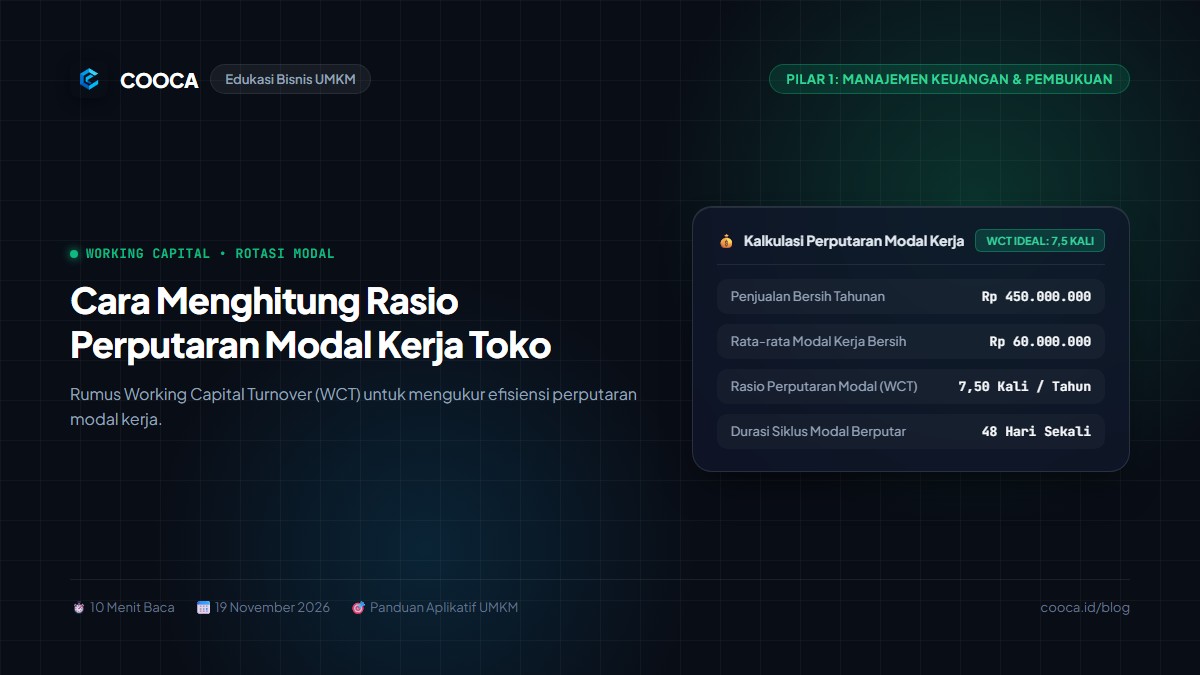 COOCA
Edukasi Bisnis UMKM
PILAR 1: MANAJEMEN KEUANGAN & PEMBUKUAN
WORKING CAPITAL • ROTASI MODAL
Cara Menghitung Rasio
Perputaran Modal Kerja Toko
Rumus Working Capital Turnover (WCT) untuk mengukur efisiensi perputaran
modal kerja.
Kalkulasi Perputaran Modal Kerja
WCT IDEAL: 7,5 KALI
Penjualan Bersih Tahunan Rp 450.000.000
Rata-rata Modal Kerja Bersih Rp 60.000.000
Rasio Perputaran Modal (WCT) 7,50 Kali / Tahun
Durasi Siklus Modal Berputar 48 Hari Sekali
10 Menit Baca
19 November 2026
Panduan Aplikatif UMKM
cooca.id/blog